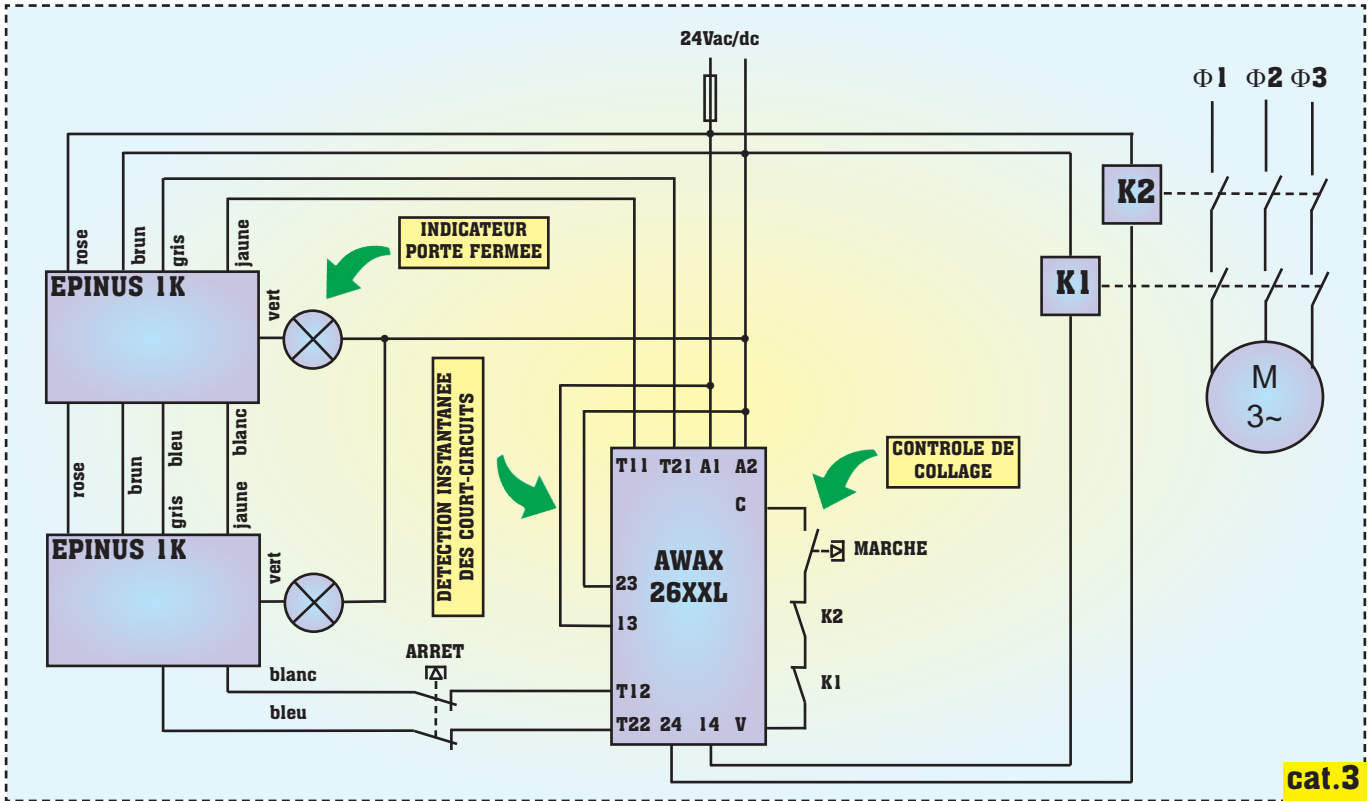 24Vac/dc
Φ1 Φ2 Φ3
K2
rose
brun
gris
jaune
INDICATEUR
PORTE FERMEE
EPINUS 1K
vert
K1
M
3~
rose
brun
bleu
gris
blanc
jaune
DETECTION INSTANTANEE
DES COURT-CIRCUITS
CONTROLE DE
COLLAGE
T11 T21 A1 A2
C
EPINUS 1K
vert
AWAX
26XXL
MARCHE
23
13
K2
ARRET
blanc
T12
K1
bleu
T22 24 14 V
cat.3